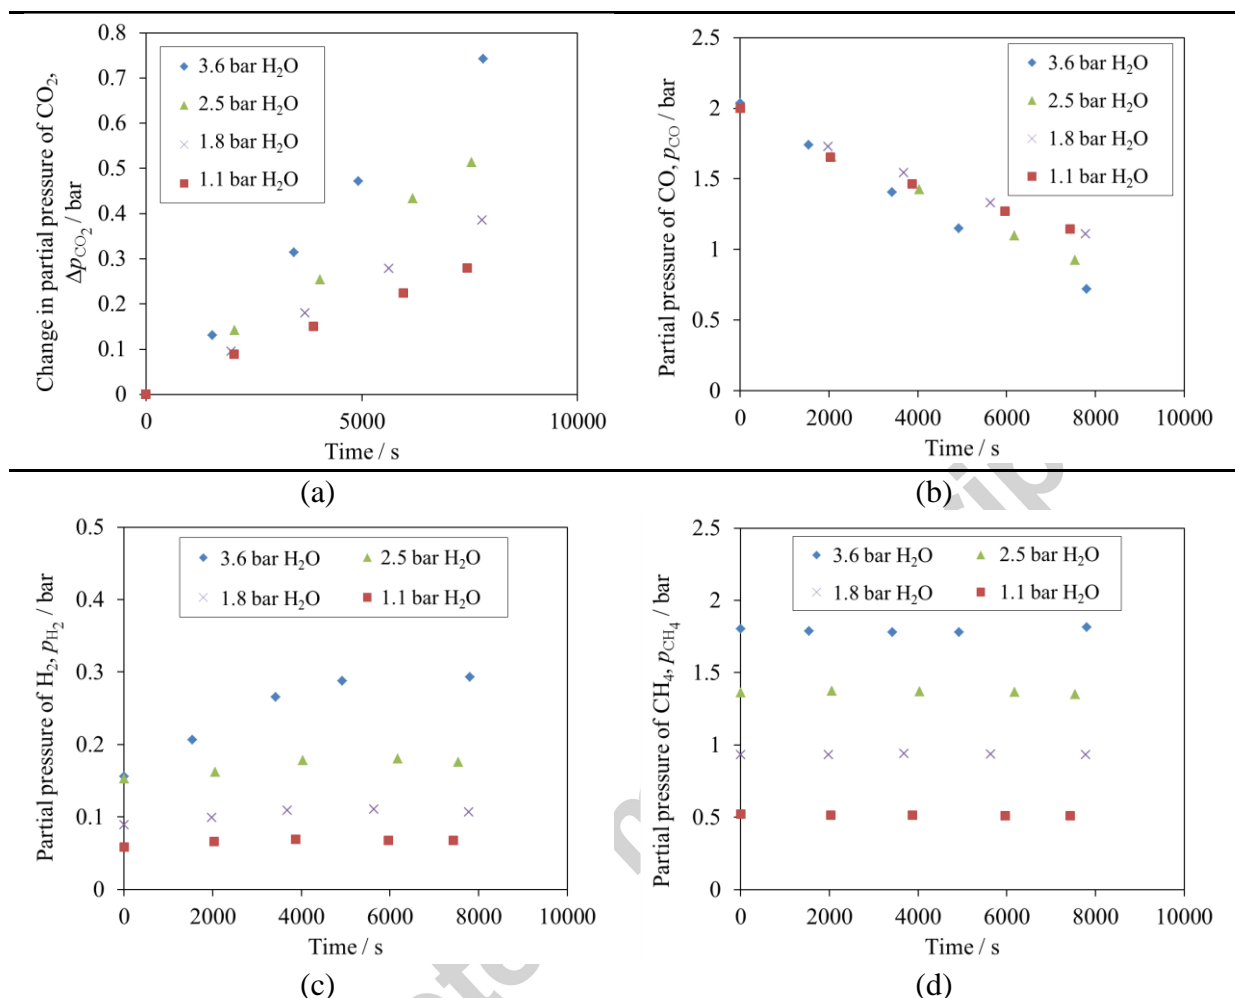 0.8
0.7
0.6
0.5
0.4
0.3
0.2
0.1
0
Change in partial pressure of CO₂,
Δp_CO₂ / bar
3.6 bar H₂O
2.5 bar H₂O
1.8 bar H₂O
1.1 bar H₂O
0 5000 10000
Time / s
(a)
2.5
2
1.5
1
0.5
0
Partial pressure of CO, p_CO / bar
3.6 bar H₂O
2.5 bar H₂O
1.8 bar H₂O
1.1 bar H₂O
0 2000 4000 6000 8000 10000
Time / s
(b)
0.5
0.4
0.3
0.2
0.1
0
Partial pressure of H₂, p_H₂ / bar
3.6 bar H₂O 2.5 bar H₂O
1.8 bar H₂O 1.1 bar H₂O
0 2000 4000 6000 8000 10000
Time / s
(c)
2.5
2
1.5
1
0.5
0
Partial pressure of CH₄, p_CH₄ / bar
3.6 bar H₂O 2.5 bar H₂O
1.8 bar H₂O 1.1 bar H₂O
0 2000 4000 6000 8000 10000
Time / s
(d)